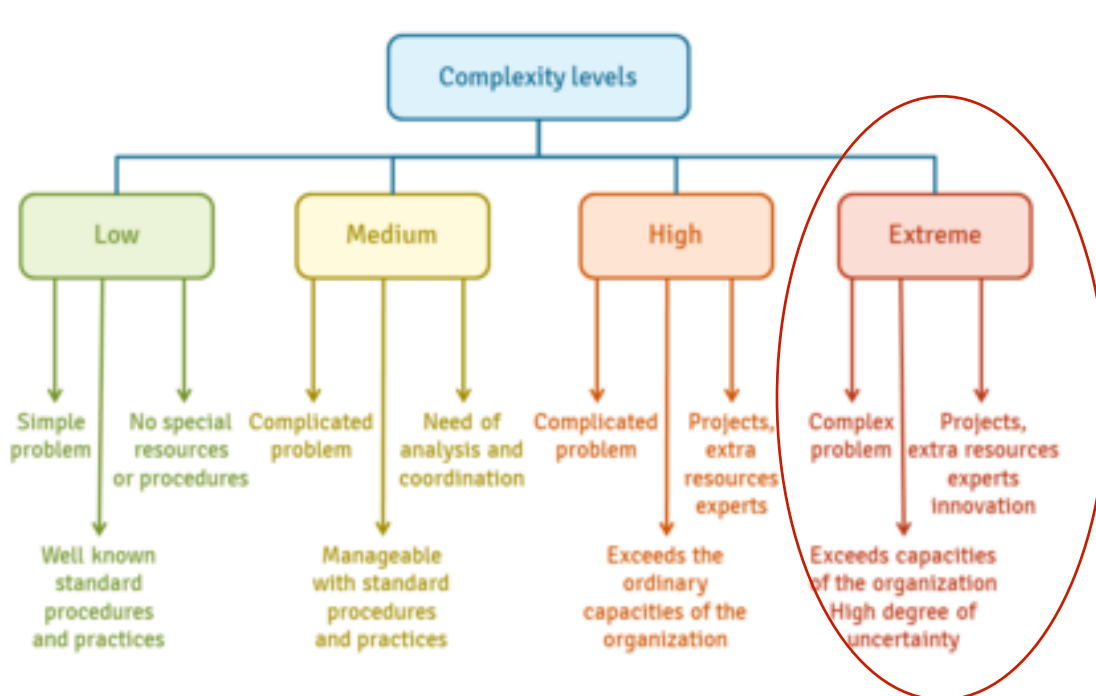 Complexity levels
Low
Medium
High
Extreme
Simple
problem
No special
resources
or procedures
Well known
standard
procedures
and practices
Complicated
problem
Need of
analysis and
coordination
Manageable
with standard
procedures
and practices
Complicated
problem
Projects,
extra
resources
experts
Exceeds the
ordinary
capacities of the
organization
Complex
problem
Projects,
extra resources
experts
innovation
Exceeds capacities
of the organization
High degree of
uncertainty